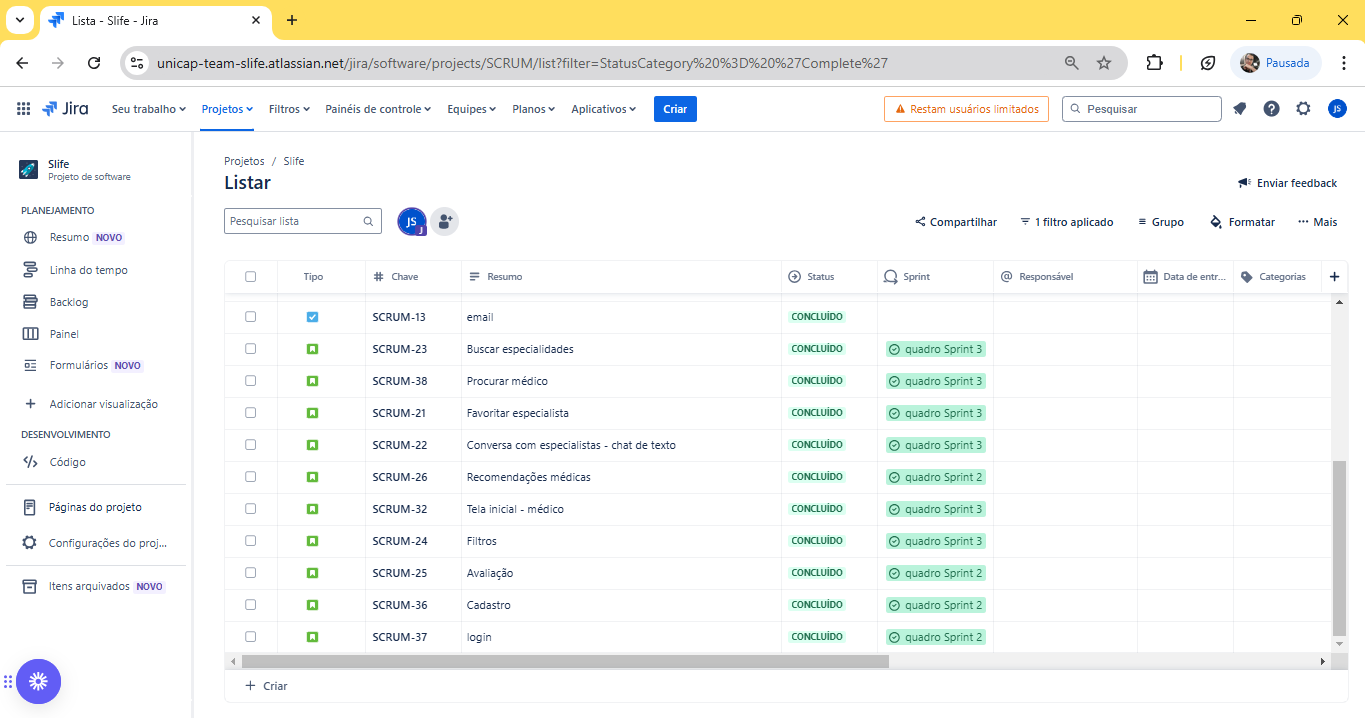 Lista - Slife - Jira
unicap-team-slife.atlassian.net/jira/software/projects/SCRUM/list?filter=StatusCategory%20%3D%20%27Complete%27
Pausada
Jira
Seu trabalho
Projetos
Filtros
Painéis de controle
Equipes
Planos
Aplicativos
Criar
Restam usuários limitados
Pesquisar
JS
Slife
Projeto de software
PLANEJAMENTO
Resumo NOVO
Linha do tempo
Backlog
Painel
Formulários NOVO
Adicionar visualização
DESENVOLVIMENTO
Código
Páginas do projeto
Configurações do proj...
Itens arquivados NOVO
Projetos / Slife
Listar
Enviar feedback
Pesquisar lista
JS
J
Compartilhar
1 filtro aplicado
Grupo
Formatar
Mais
Tipo Chave Resumo Status Sprint Responsável Data de entr... Categorias
SCRUM-13 email CONCLUÍDO
SCRUM-23 Buscar especialidades CONCLUÍDO quadro Sprint 3
SCRUM-38 Procurar médico CONCLUÍDO quadro Sprint 3
SCRUM-21 Favoritar especialista CONCLUÍDO quadro Sprint 3
SCRUM-22 Conversa com especialistas - chat de texto CONCLUÍDO quadro Sprint 3
SCRUM-26 Recomendações médicas CONCLUÍDO quadro Sprint 2
SCRUM-32 Tela inicial - médico CONCLUÍDO quadro Sprint 3
SCRUM-24 Filtros CONCLUÍDO quadro Sprint 3
SCRUM-25 Avaliação CONCLUÍDO quadro Sprint 2
SCRUM-36 Cadastro CONCLUÍDO quadro Sprint 2
SCRUM-37 login CONCLUÍDO quadro Sprint 2
+ Criar